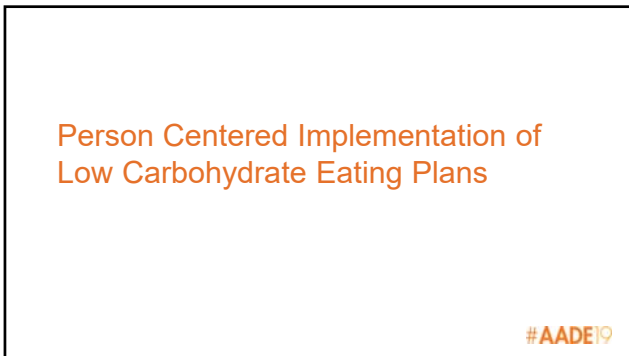 Person Centered Implementation of
Low Carbohydrate Eating Plans
#AADE19